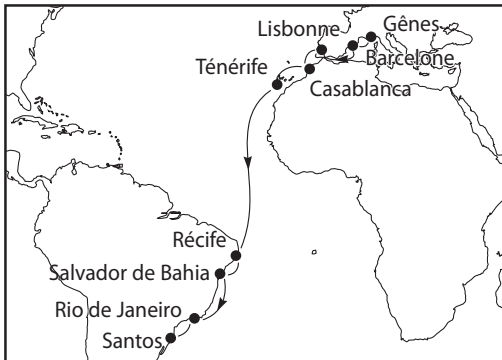 Lisbonne
Gênes
Barcelone
Ténérife
Casablanca
Récife
Salvador de Bahia
Rio de Janeiro
Santos